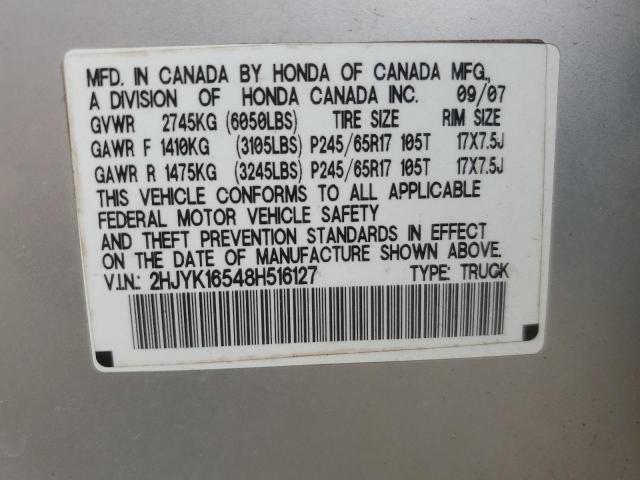 MFD. IN CANADA BY HONDA OF CANADA MFG.,
A DIVISION OF HONDA CANADA INC. 09/07
GVWR 2745KG (6050LBS) TIRE SIZE RIM SIZE
GAWR F 1410KG (3105LBS) P245/65R17 105T 17X7.5J
GAWR R 1475KG (3245LBS) P245/65R17 105T 17X7.5J
THIS VEHICLE CONFORMS TO ALL APPLICABLE
FEDERAL MOTOR VEHICLE SAFETY
AND THEFT PREVENTION STANDARDS IN EFFECT
ON THE DATE OF MANUFACTURE SHOWN ABOVE.
V.I.N.: 2HJYK16548H516127 TYPE: TRUCK